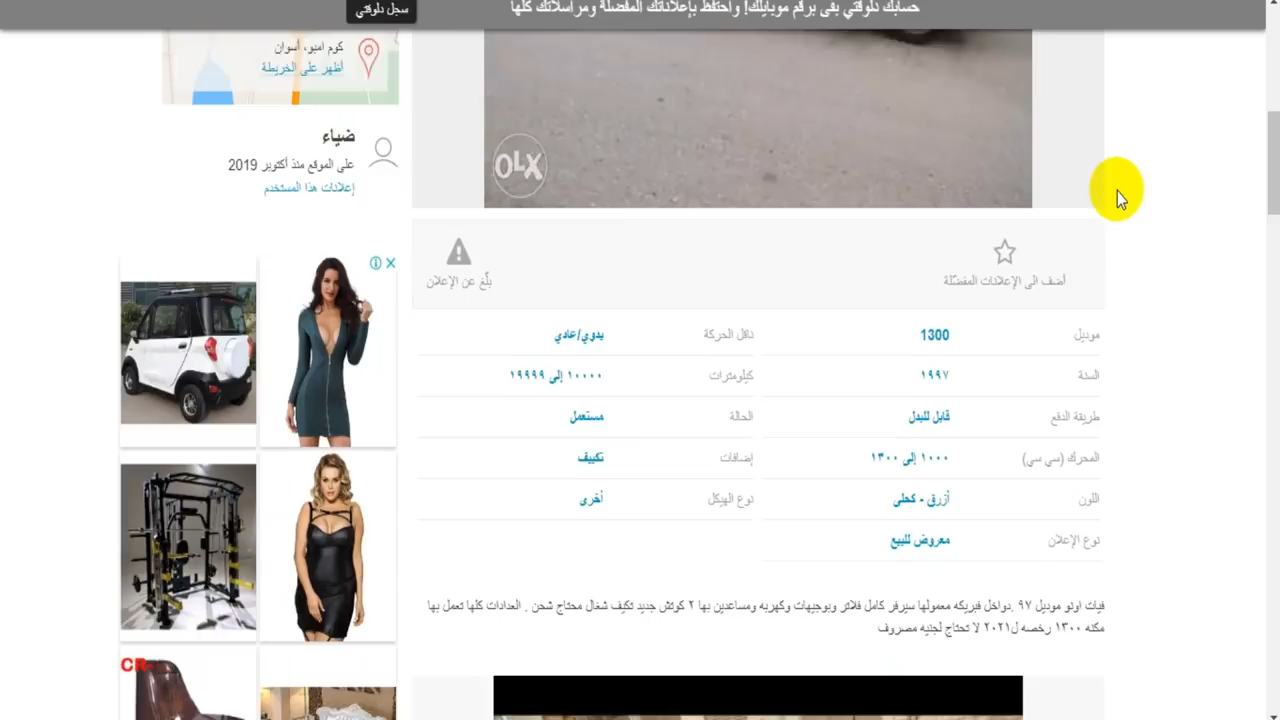 حسابك دلوقتي بقى برقم موبايلك! واحتفظ بإعلاناتك المفضلة ومراسلاتك كلها
سجل دلوقتي
كوم امبو، أسوان
أظهر على الخريطة
ضياء
على الموقع منذ أكتوبر 2019
إعلانات هذا المستخدم
OLX
أضف الى الإعلانات المفضّلة
بلّغ عن الإعلان
موديل 1300 ناقل الحركة يدوي/عادي
السنة ١٩٩٧ كيلومترات ١٠٠٠٠ إلى ١٩٩٩٩
طريقة الدفع قابل للبدل الحالة مستعمل
المحرك (سي سي) ١٠٠٠ إلى ١٣٠٠ إضافات تكييف
اللون أزرق - كحلى نوع الهيكل أخرى
نوع الإعلان معروض للبيع
فيات اونو موديل ٩٧ .دواخل فبريكه معمولها سيرفر كامل فلاتر وبوجيهات وكهربه ومساعدين بها ٢ كوتش جديد تكيف شغال محتاج شحن . العدادات كلها تعمل بها
مكنه ١٣٠٠ رخصه ل٢٠٢١ لا تحتاج لجنيه مصروف
CR